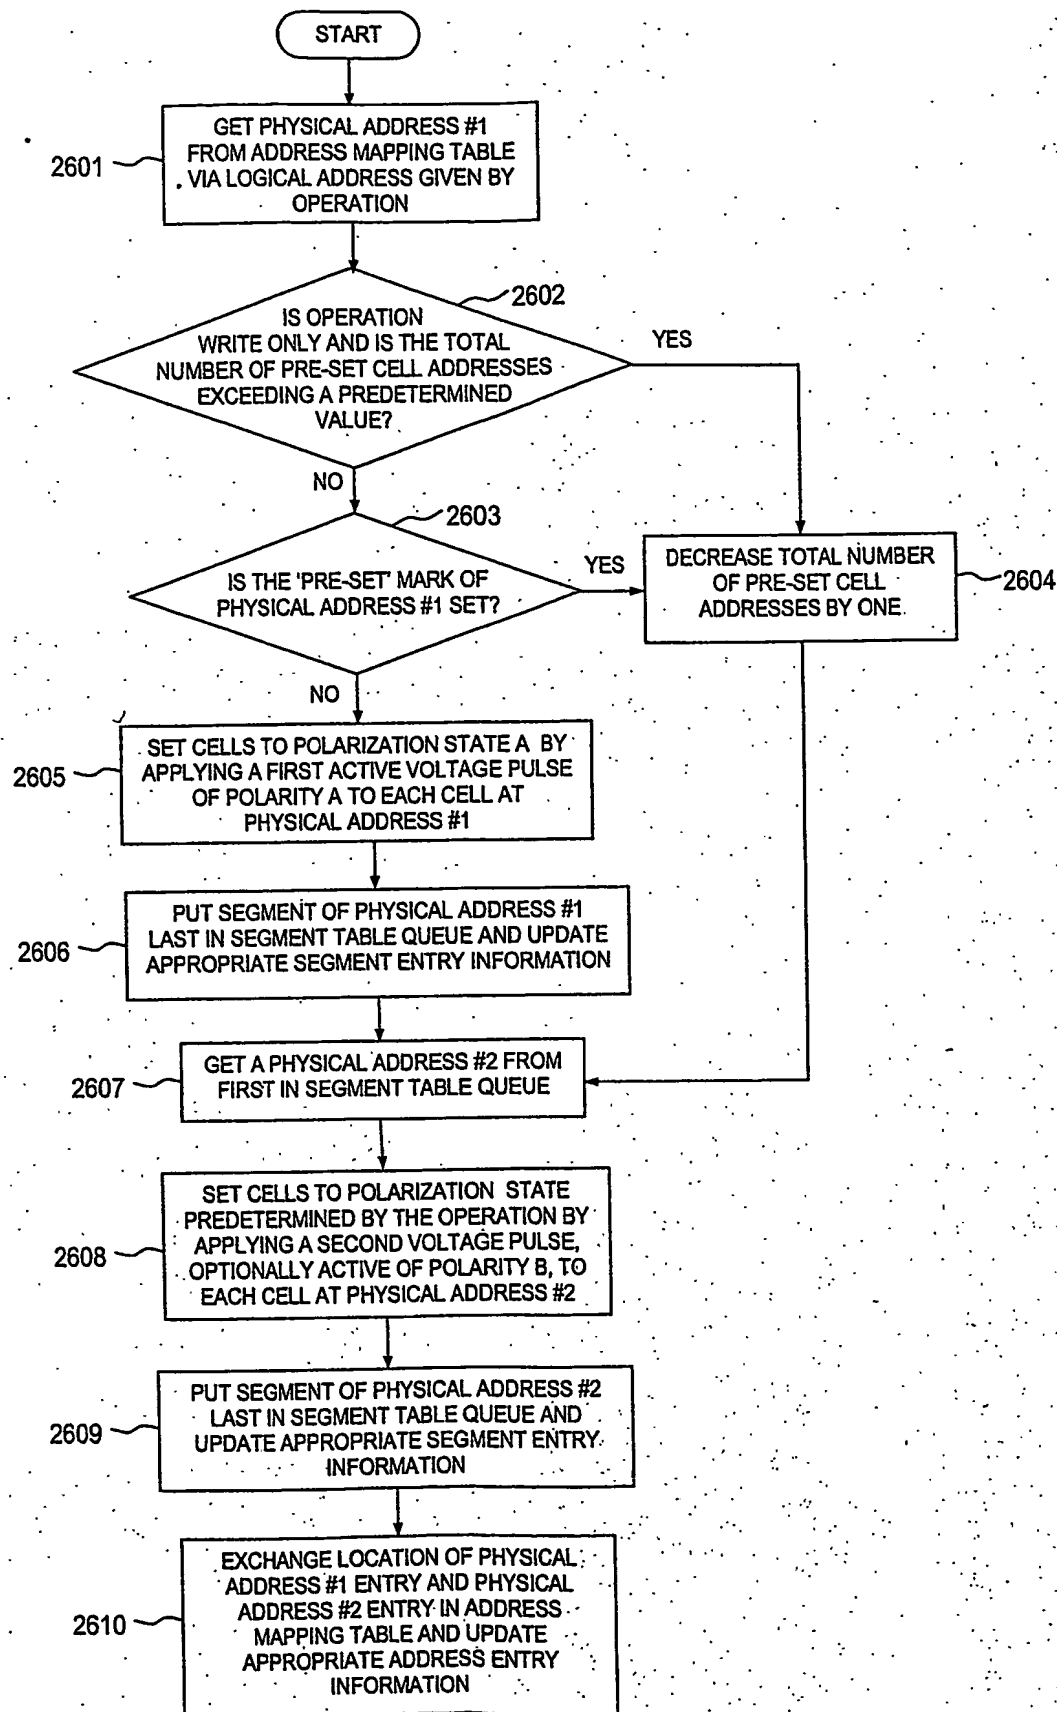 START
2601
GET PHYSICAL ADDRESS #1
FROM ADDRESS MAPPING TABLE
VIA LOGICAL ADDRESS GIVEN BY
OPERATION
2602
IS OPERATION
WRITE ONLY AND IS THE TOTAL
NUMBER OF PRE-SET CELL ADDRESSES
EXCEEDING A PREDETERMINED
VALUE?
YES
NO
2603
IS THE 'PRE-SET' MARK OF
PHYSICAL ADDRESS #1 SET?
YES
DECREASE TOTAL NUMBER
OF PRE-SET CELL
ADDRESSES BY ONE
2604
NO
2605
SET CELLS TO POLARIZATION STATE A BY
APPLYING A FIRST ACTIVE VOLTAGE PULSE
OF POLARITY A TO EACH CELL AT
PHYSICAL ADDRESS #1
2606
PUT SEGMENT OF PHYSICAL ADDRESS #1
LAST IN SEGMENT TABLE QUEUE AND UPDATE
APPROPRIATE SEGMENT ENTRY INFORMATION
2607
GET A PHYSICAL ADDRESS #2 FROM
FIRST IN SEGMENT TABLE QUEUE
2608
SET CELLS TO POLARIZATION STATE
PREDETERMINED BY THE OPERATION BY
APPLYING A SECOND VOLTAGE PULSE,
OPTIONALLY ACTIVE OF POLARITY B, TO
EACH CELL AT PHYSICAL ADDRESS #2
2609
PUT SEGMENT OF PHYSICAL ADDRESS #2
LAST IN SEGMENT TABLE QUEUE AND
UPDATE APPROPRIATE SEGMENT ENTRY
INFORMATION
2610
EXCHANGE LOCATION OF PHYSICAL
ADDRESS #1 ENTRY AND PHYSICAL
ADDRESS #2 ENTRY IN ADDRESS
MAPPING TABLE AND UPDATE
APPROPRIATE ADDRESS ENTRY
INFORMATION